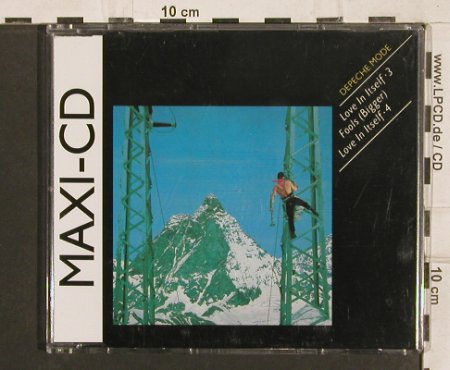 10 cm
MAXI-CD
DEPECHE MODE
Love In Itself·3
Fools (Bigger)
Love In Itself·4
www.LPCD.de / CD
10 cm